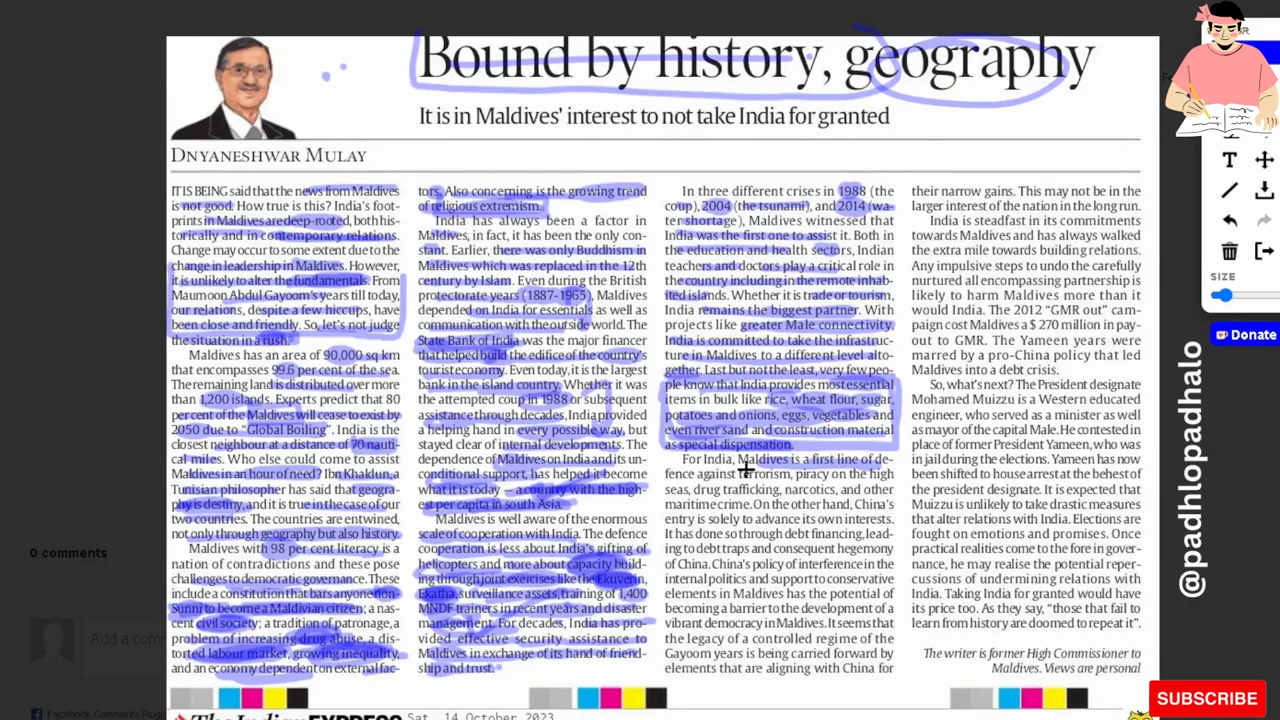 Bound by history, geography
It is in Maldives' interest to not take India for granted
DNYANESHWAR MULAY
IT IS BEING said that the news from Maldives
is not good. How true is this? India's foot-
prints in Maldives are deep-rooted, both his-
torically and in contemporary relations.
Change may occur to some extent due to the
change in leadership in Maldives. However,
it is unlikely to alter the fundamentals. From
Maumoon Abdul Gayoom's years till today,
our relations, despite a few hiccups, have
been close and friendly. So, let's not judge
the situation in a rush.
Maldives has an area of 90,000 sq km
that encompasses 99.6 per cent of the sea.
The remaining land is distributed over more
than 1,200 islands. Experts predict that 80
per cent of the Maldives will cease to exist by
2050 due to "Global Boiling". India is the
closest neighbour at a distance of 70 nauti-
cal miles. Who else could come to assist
Maldives in an hour of need? Ibn Khaldun, a
Tunisian philosopher has said that geogra-
phy is destiny, and it is true in the case of our
two countries. The countries are entwined,
not only through geography but also history.
Maldives with 98 per cent literacy is a
nation of contradictions and these pose
challenges to democratic governance. These
include a constitution that bars anyone non-
Sunni to become a Maldivian citizen; a nas-
cent civil society; a tradition of patronage, a
problem of increasing drug abuse, a dis-
torted labour market, growing inequality,
and an economy dependent on external fac-
tors. Also concerning is the growing trend
of religious extremism.
India has always been a factor in
Maldives, in fact, it has been the only con-
stant. Earlier, there was only Buddhism in
Maldives which was replaced in the 12th
century by Islam. Even during the British
protectorate years (1887-1965), Maldives
depended on India for essentials as well as
communication with the outside world. The
State Bank of India was the major financer
that helped build the edifice of the country's
tourist economy. Even today, it is the largest
bank in the island country. Whether it was
the attempted coup in 1988 or subsequent
assistance through decades, India provided
a helping hand in every possible way, but
stayed clear of internal developments. The
dependence of Maldives on India and its un-
conditional support, has helped it become
what it is today — a country with the high-
est per capita in south Asia.
Maldives is well aware of the enormous
scale of cooperation with India. The defence
cooperation is less about India's gifting of
helicopters and more about capacity build-
ing through joint exercises like the Ekuverin,
Ekatha, surveillance assets, training of 1,400
MNDF trainers in recent years and disaster
management. For decades, India has pro-
vided effective security assistance to
Maldives in exchange of its hand of friend-
ship and trust.
In three different crises in 1988 (the
coup), 2004 (the tsunami), and 2014 (wa-
ter shortage), Maldives witnessed that
India was the first one to assist it. Both in
the education and health sectors, Indian
teachers and doctors play a critical role in
the country including in the remote inhab-
ited islands. Whether it is trade or tourism,
India remains the biggest partner. With
projects like greater Male connectivity,
India is committed to take the infrastruc-
ture in Maldives to a different level alto-
gether. Last but not the least, very few peo-
ple know that India provides most essential
items in bulk like rice, wheat flour, sugar,
potatoes and onions, eggs, vegetables and
even river sand and construction material
as special dispensation.
For India, Maldives is a first line of de-
fence against terrorism, piracy on the high
seas, drug trafficking, narcotics, and other
maritime crime. On the other hand, China's
entry is solely to advance its own interests.
It has done so through debt financing, lead-
ing to debt traps and consequent hegemony
of China. China's policy of interference in the
internal politics and support to conservative
elements in Maldives has the potential of
becoming a barrier to the development of a
vibrant democracy in Maldives. It seems that
the legacy of a controlled regime of the
Gayoom years is being carried forward by
elements that are aligning with China for
their narrow gains. This may not be in the
larger interest of the nation in the long run.
India is steadfast in its commitments
towards Maldives and has always walked
the extra mile towards building relations.
Any impulsive steps to undo the carefully
nurtured all encompassing partnership is
likely to harm Maldives more than it
would India. The 2012 "GMR out" cam-
paign cost Maldives a $ 270 million in pay-
out to GMR. The Yameen years were
marred by a pro-China policy that led
Maldives into a debt crisis.
So, what's next? The President designate
Mohamed Muizzu is a Western educated
engineer, who served as a minister as well
as mayor of the capital Male. He contested in
place of former President Yameen, who was
in jail during the elections. Yameen has now
been shifted to house arrest at the behest of
the president designate. It is expected that
Muizzu is unlikely to take drastic measures
that alter relations with India. Elections are
fought on emotions and promises. Once
practical realities come to the fore in gover-
nance, he may realise the potential reper-
cussions of undermining relations with
India. Taking India for granted would have
its price too. As they say, "those that fail to
learn from history are doomed to repeat it".
The writer is former High Commissioner to
Maldives. Views are personal
The Indian EXPRESS
Sat, 14 October 2023
0 comments
Add a com
Facebook Comments Plug
T
SIZE
Donate
@padhlopadhalo
SUBSCRIBE